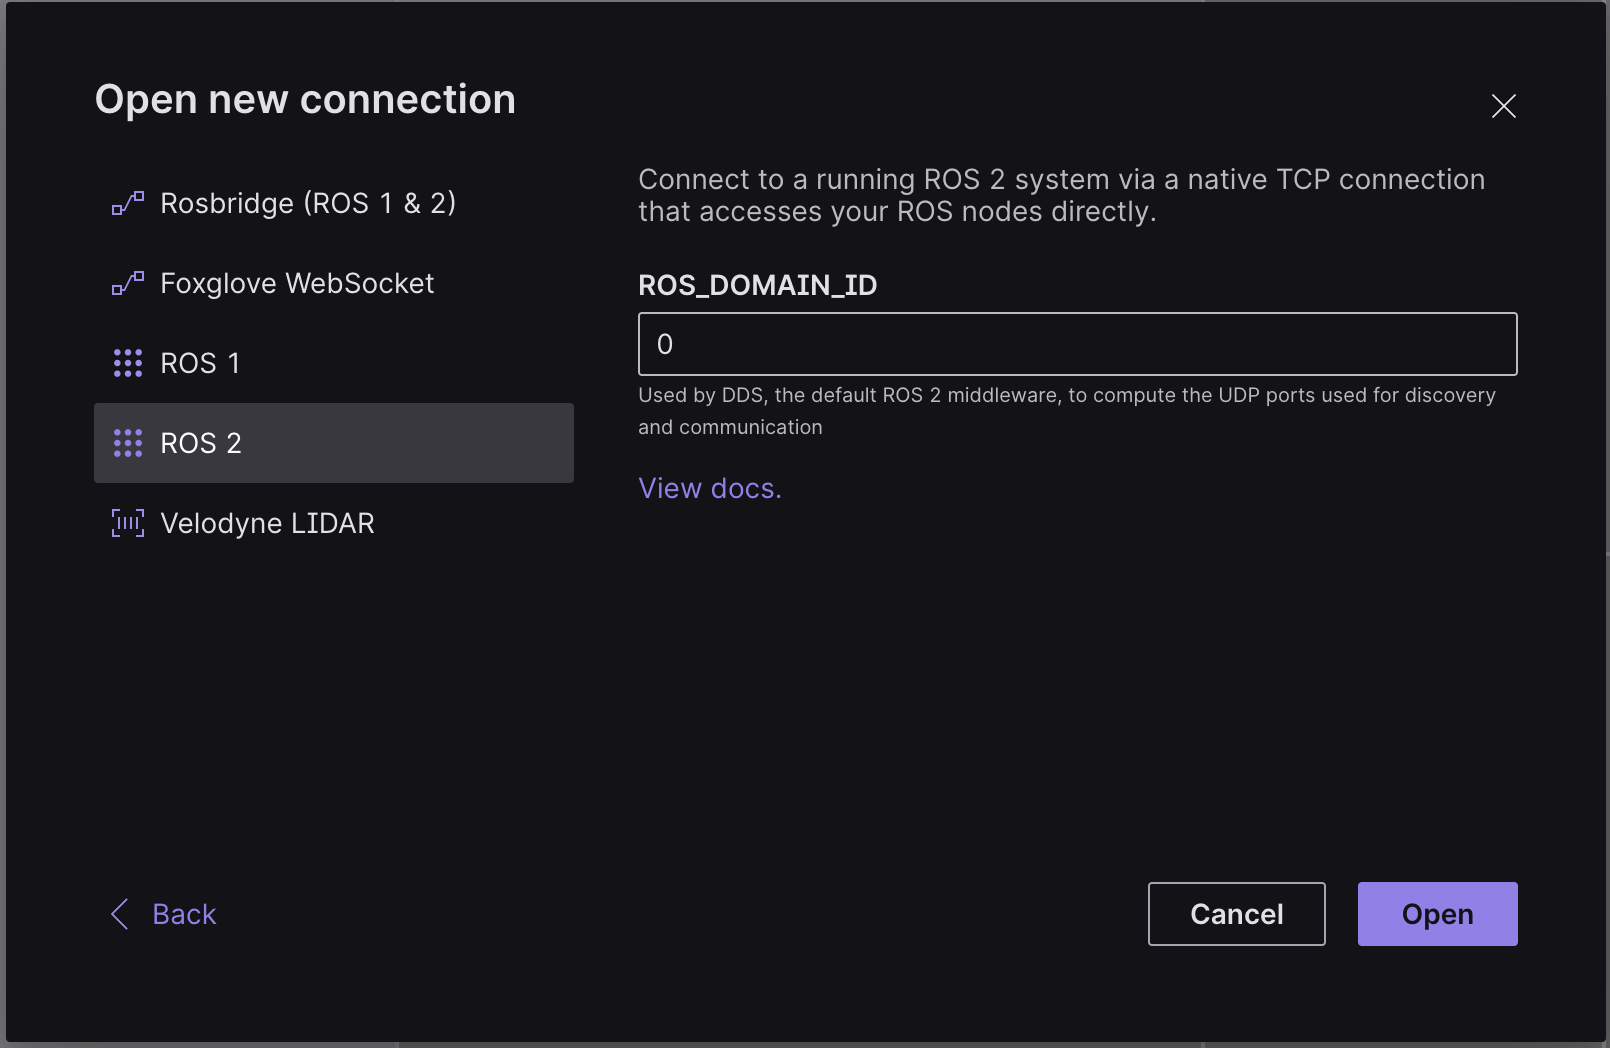 Open new connection
Rosbridge (ROS 1 & 2)
Foxglove WebSocket
ROS 1
ROS 2
Velodyne LIDAR
Connect to a running ROS 2 system via a native TCP connection
that accesses your ROS nodes directly.
ROS_DOMAIN_ID
0
Used by DDS, the default ROS 2 middleware, to compute the UDP ports used for discovery
and communication
View docs.
Back
Cancel
Open